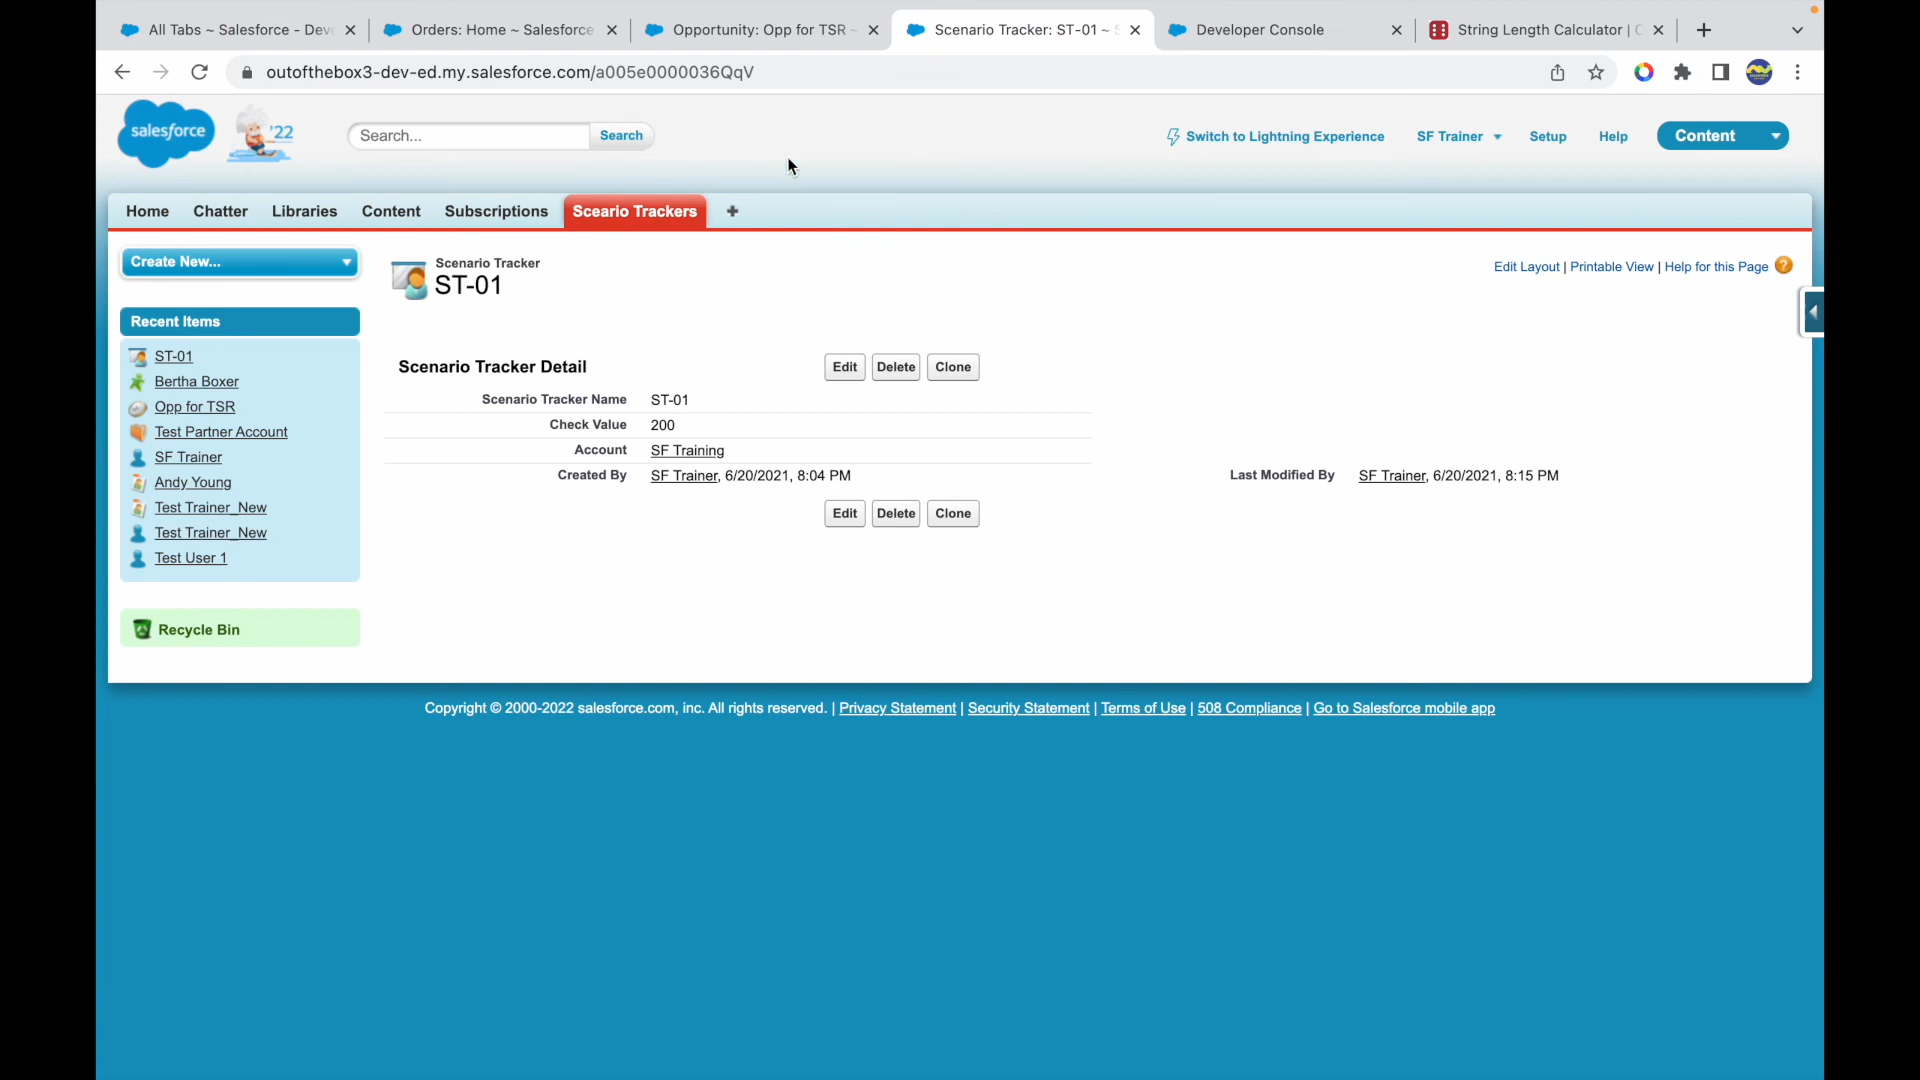 All Tabs ~ Salesforce - Deve
Orders: Home ~ Salesforce
Opportunity: Opp for TSR ~
Scenario Tracker: ST-01 ~ S
Developer Console
String Length Calculator | C
outofthebox3-dev-ed.my.salesforce.com/a005e0000036QqV
salesforce
'22
Search...
Search
Switch to Lightning Experience
SF Trainer
Setup
Help
Content
Home
Chatter
Libraries
Content
Subscriptions
Sceario Trackers
+
Create New...
Scenario Tracker
ST-01
Edit Layout | Printable View | Help for this Page ?
Recent Items
ST-01
Bertha Boxer
Opp for TSR
Test Partner Account
SF Trainer
Andy Young
Test Trainer_New
Test Trainer_New
Test User 1
Recycle Bin
Scenario Tracker Detail
Edit
Delete
Clone
Scenario Tracker Name ST-01
Check Value 200
Account SF Training
Created By SF Trainer, 6/20/2021, 8:04 PM
Last Modified By SF Trainer, 6/20/2021, 8:15 PM
Edit
Delete
Clone
Copyright © 2000-2022 salesforce.com, inc. All rights reserved. | Privacy Statement | Security Statement | Terms of Use | 508 Compliance | Go to Salesforce mobile app